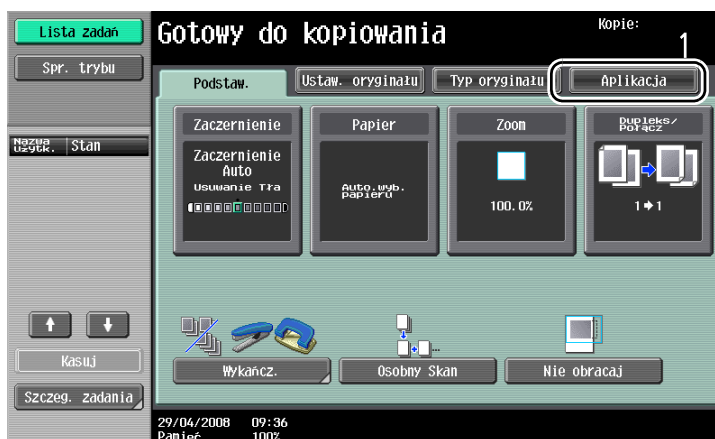 Lista zadań
Spr. trybu
Nazwa użytk. Stan
Kasuj
Szczeg. zadania
Gotowy do kopiowania
Kopie:
1
Podstaw.
Ustaw. oryginału
Typ oryginału
Aplikacja
Zaczernienie
Zaczernienie
Auto
Usuwanie Tła
Papier
Auto.wyb.
papieru
Zoom
100.0%
Dupleks/
Połącz
1➔1
Wykańcz.
Osobny Skan
Nie obracaj
29/04/2008 09:36
Pamięć 100%